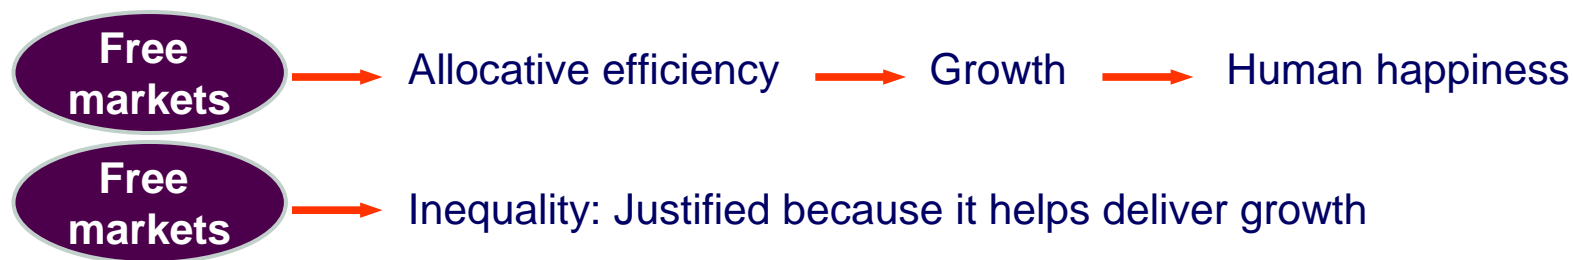 Free
markets
Allocative efficiency
Growth
Human happiness
Free
markets
Inequality: Justified because it helps deliver growth